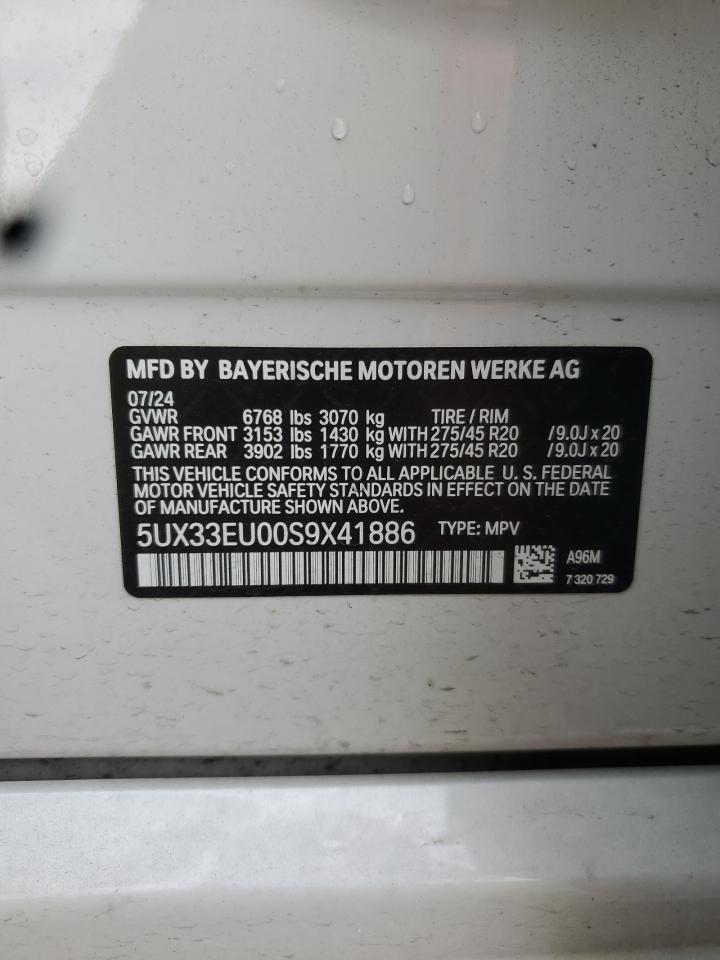 MFD BY BAYERISCHE MOTOREN WERKE AG
07/24
GVWR 6768 lbs 3070 kg TIRE / RIM
GAWR FRONT 3153 lbs 1430 kg WITH 275/45 R20 /9.0J x 20
GAWR REAR 3902 lbs 1770 kg WITH 275/45 R20 /9.0J x 20
THIS VEHICLE CONFORMS TO ALL APPLICABLE U. S. FEDERAL
MOTOR VEHICLE SAFETY STANDARDS IN EFFECT ON THE DATE
OF MANUFACTURE SHOWN ABOVE.
5UX33EU00S9X41886 TYPE: MPV
A96M
7 320 729